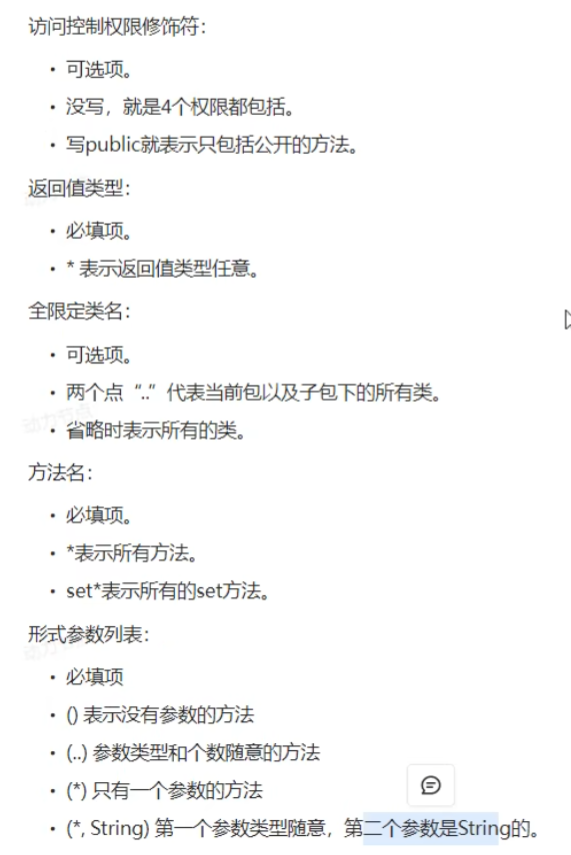 访问控制权限修饰符：
• 可选项。
• 没写，就是4个权限都包括。
• 写public就表示只包括公开的方法。
返回值类型：
• 必填项。
• * 表示返回值类型任意。
全限定类名：
• 可选项。
• 两个点“..”代表当前包以及子包下的所有类。
• 省略时表示所有的类。
方法名：
• 必填项。
• *表示所有方法。
• set*表示所有的set方法。
形式参数列表：
• 必填项
• () 表示没有参数的方法
• (..) 参数类型和个数随意的方法
• (*) 只有一个参数的方法
• (*, String) 第一个参数类型随意，第二个参数是String的。